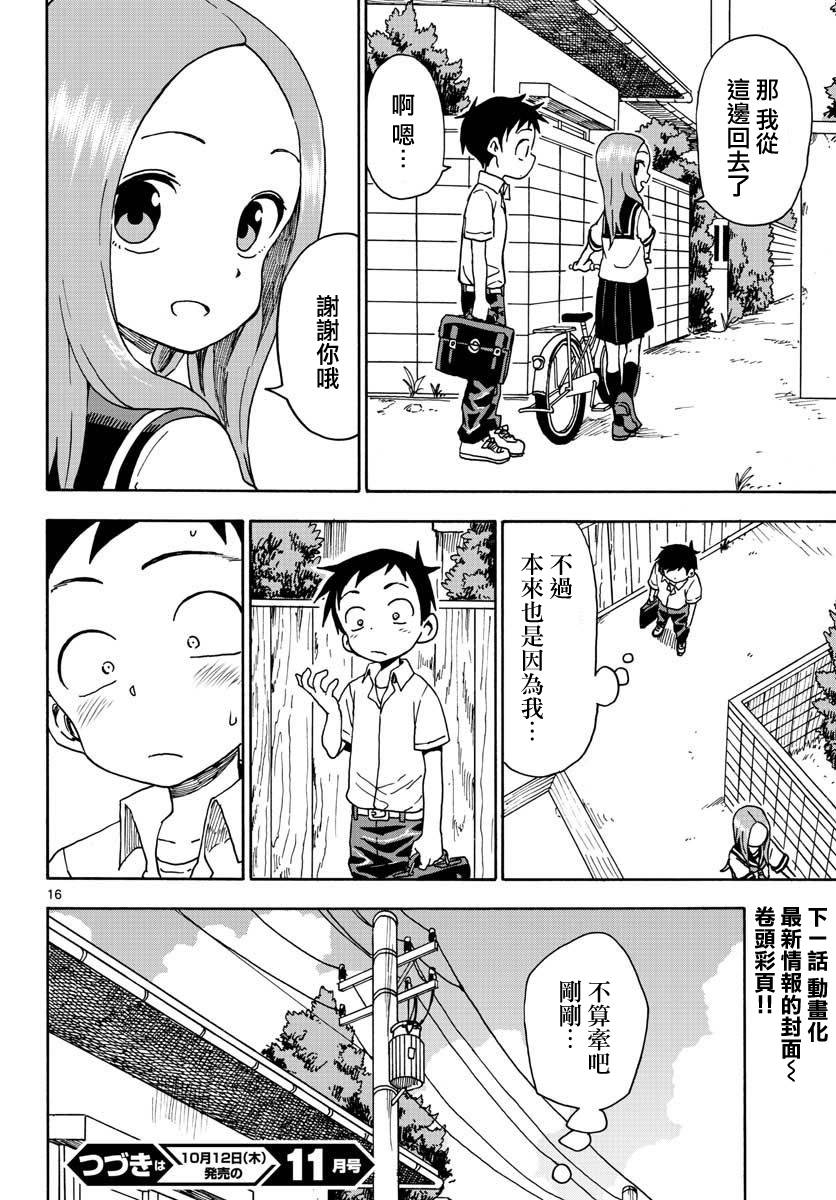 那 我從
這邊回去了
啊
嗯…
謝謝你哦
不過
本來也是因為我…
16
不算牽吧
剛剛…
下一話 動畫化
最新情報的封面～
卷頭彩頁!!
つづきは
10月12日(木)
発売の
11月号